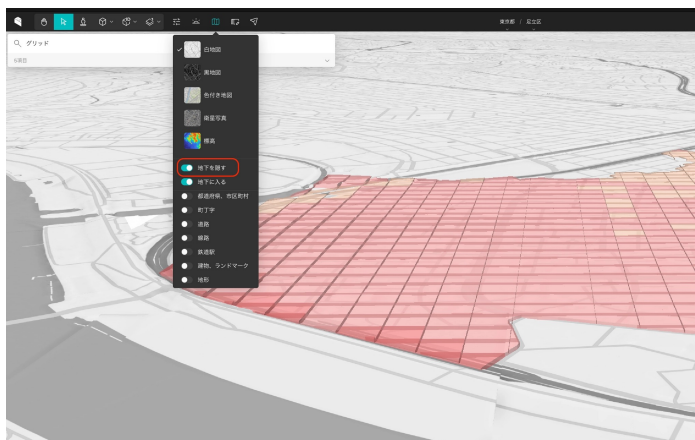 東京都 / 足立区
グリッド
5項目
白地図
黒地図
色付き地図
衛星写真
標高
地下を隠す
地下に入る
都道府県、市区町村
町丁字
道路
線路
鉄道駅
建物、ランドマーク
地形